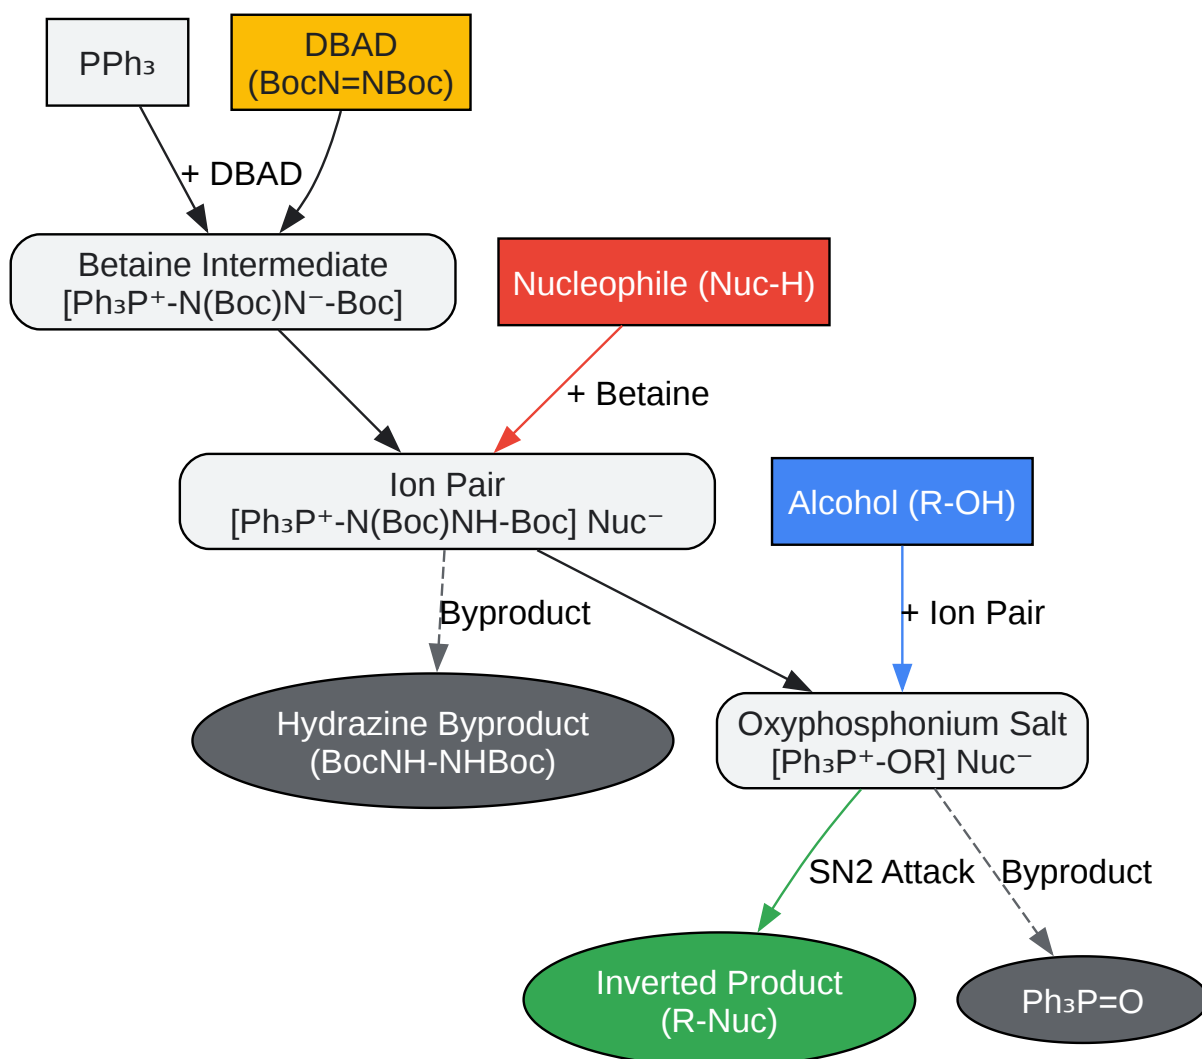 PPh₃
DBAD
(BocN=NBoc)
+ DBAD
Betaine Intermediate
[Ph₃P⁺-N(Boc)N⁻-Boc]
Nucleophile (Nuc-H)
+ Betaine
Ion Pair
[Ph₃P⁺-N(Boc)NH-Boc] Nuc⁻
Alcohol (R-OH)
Byproduct
+ Ion Pair
Hydrazine Byproduct
(BocNH-NHBoc)
Oxyphosphonium Salt
[Ph₃P⁺-OR] Nuc⁻
SN2 Attack
Byproduct
Inverted Product
(R-Nuc)
Ph₃P=O